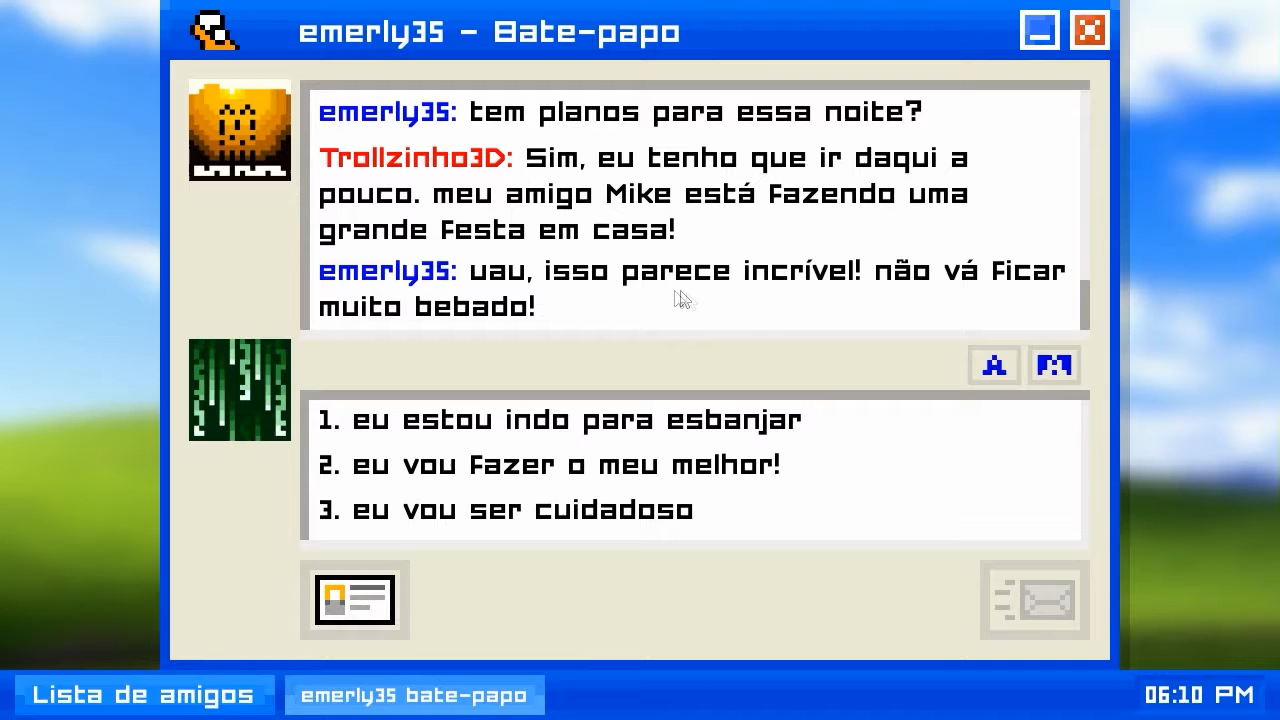 emerly35 - Bate-papo
emerly35: tem planos para essa noite?
Trollzinho3D: Sim, eu tenho que ir daqui a
pouco. meu amigo Mike está Fazendo uma
grande Festa em casa!
emerly35: uau, isso parece incrível! não vá Ficar
muito bebado!
A
1. eu estou indo para esbanjar
2. eu vou Fazer o meu melhor!
3. eu vou ser cuidadoso
Lista de amigos
emerly35 bate-papo
06:10 PM